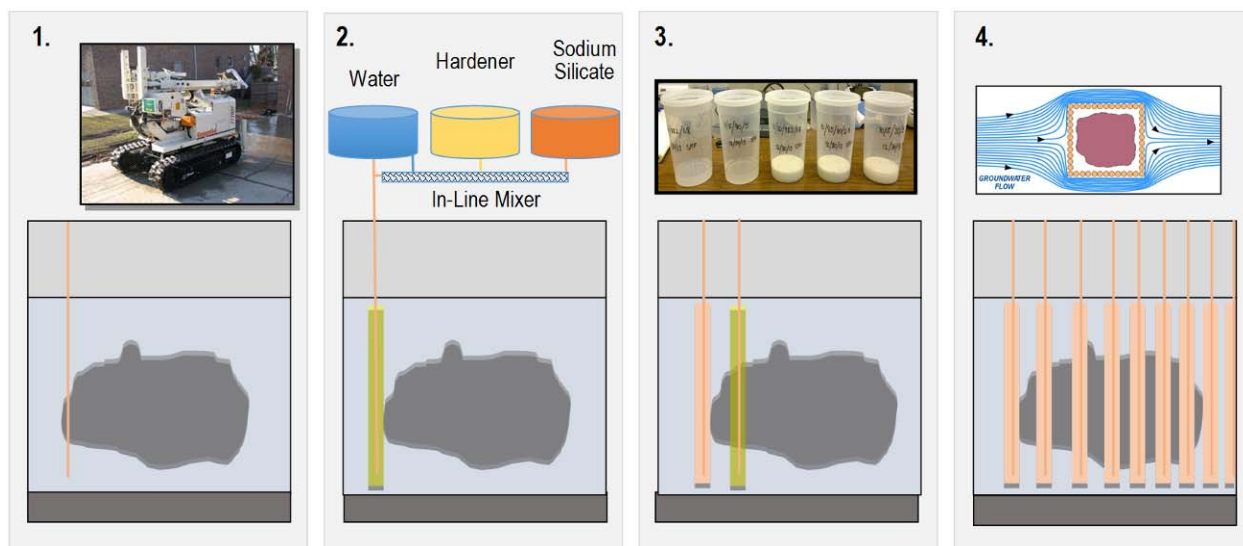 1.
2.
Water
Hardener
Sodium
Silicate
In-Line Mixer
3.
4.
GROUNDWATER
FLOW